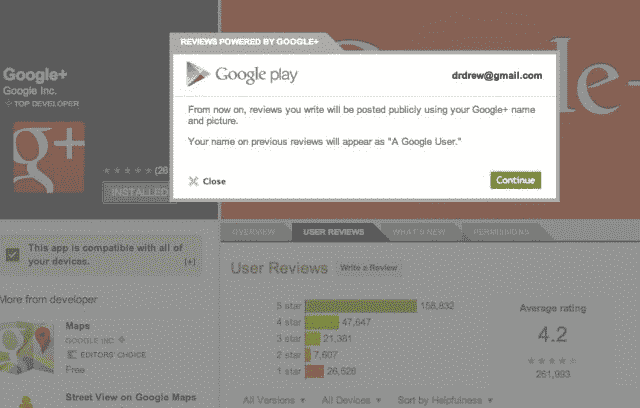 REVIEWS POWERED BY GOOGLE+
Google play
drdrew@gmail.com
From now on, reviews you write will be posted publicly using your Google+ name
and picture.
Your name on previous reviews will appear as "A Google User."
Close
Continue
Google+
Google Inc.
TOP DEVELOPER
g+
(26
INSTALLED
le+
This app is compatible with all of
your devices.
[+]
More from developer
Maps
GOOGLE INC
EDITORS' CHOICE
Free
Street View on Google Maps
OVERVIEW
USER REVIEWS
WHAT'S NEW
PERMISSIONS
User Reviews
Write a Review
5 star 158,832
4 star 47,647
3 star 21,381
2 star 7,607
1 star 26,526
Average rating
4.2
261,993
All Versions
All Devices
Sort by Helpfulness